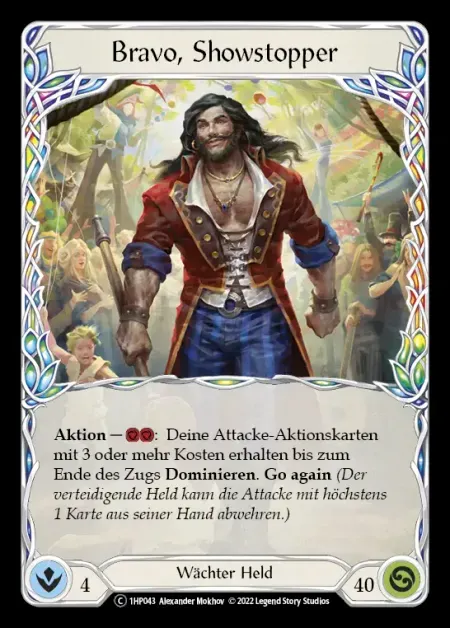 Bravo, Showstopper
Aktion — : Deine Attacke-Aktionskarten
mit 3 oder mehr Kosten erhalten bis zum
Ende des Zugs Dominieren. Go again (Der
verteidigende Held kann die Attacke mit höchstens
1 Karte aus seiner Hand abwehren.)
4
Wächter Held
40
C 1HP043 Alexander Mokhov © 2022 Legend Story Studios